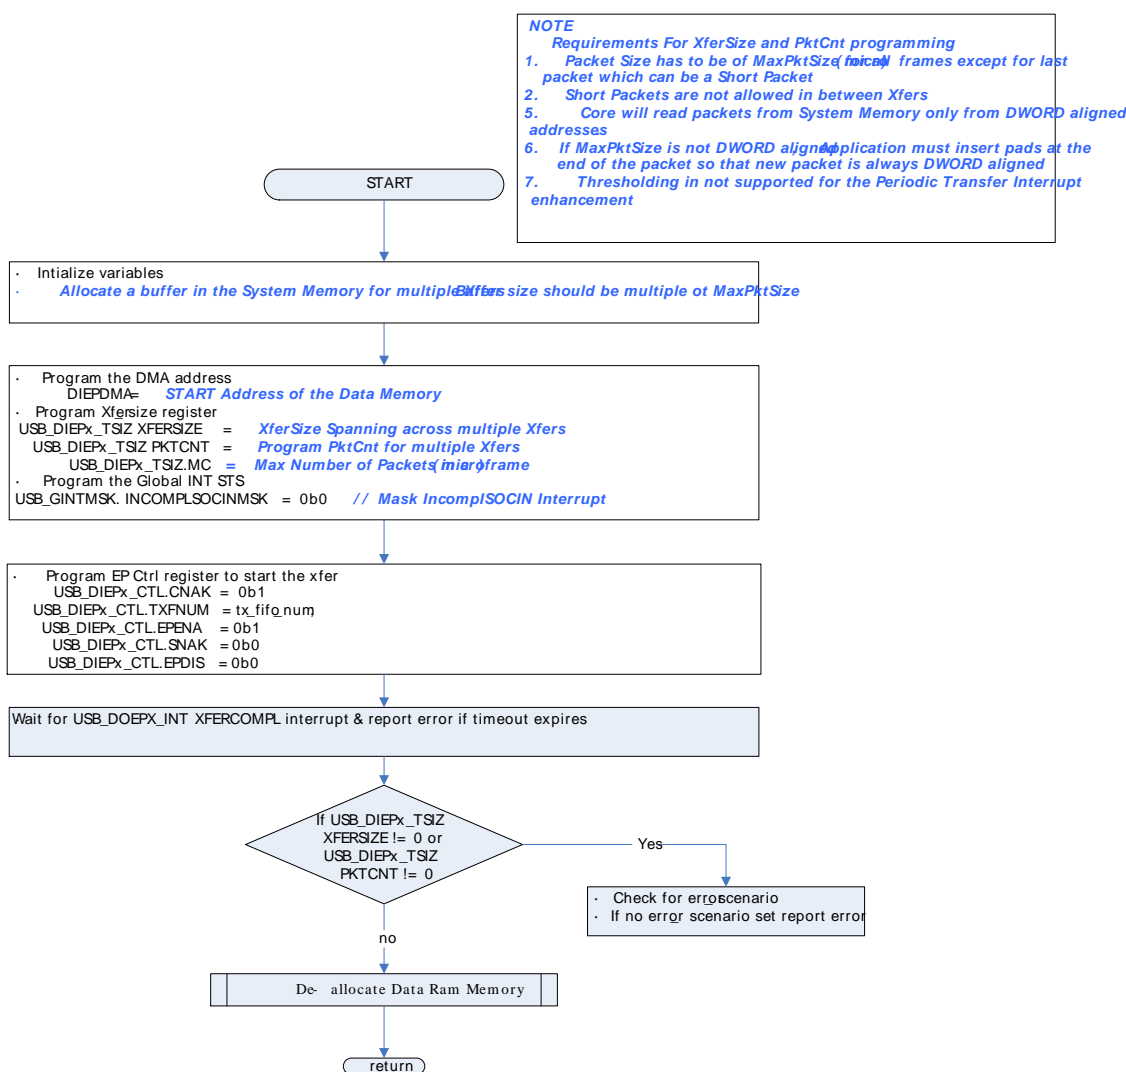 NOTE
Requirements For XferSize and PktCnt programming
1. Packet Size has to be of MaxPktSize (for all frames except for last
packet which can be a Short Packet
2. Short Packets are not allowed in between Xfers
5. Core will read packets from System Memory only from DWORD aligned
addresses.
6. If MaxPktSize is not DWORD aligned, Application must insert pads at the
end of the packet so that new packet is always DWORD aligned
7. Thresholding in not supported for the Periodic Transfer Interrupt
enhancement
START
· Intialize variables
· Allocate a buffer in the System Memory for multiple Xfers Buffer size should be multiple ot MaxPktSize
· Program the DMA address
DIEPDMA= START Address of the Data Memory
· Program Xfersize register
USB_DIEPx_TSIZ XFERSIZE = XferSize Spanning across multiple Xfers
USB_DIEPx_TSIZ PKTCNT = Program PktCnt for multiple Xfers
USB_DIEPx_TSIZ.MC = Max Number of Packets in a (micro)frame
· Program the Global INT STS
USB_GINTMSK. INCOMPLSOCINMSK = 0b0 // Mask IncomplSOCIN Interrupt
· Program EP Ctrl register to start the xfer
USB_DIEPx_CTL.CNAK = 0b1
USB_DIEPx_CTL.TXFNUM = tx_fifo_num;
USB_DIEPx_CTL.EPENA = 0b1
USB_DIEPx_CTL.SNAK = 0b0
USB_DIEPx_CTL.EPDIS = 0b0
Wait for USB_DOEPX_INT XFERCOMPL interrupt & report error if timeout expires
If USB_DIEPx_TSIZ
XFERSIZE != 0 or
USB_DIEPx_TSIZ
PKTCNT != 0
Yes
· Check for error scenario
· If no error scenario set report error
no
De- allocate Data Ram Memory
return